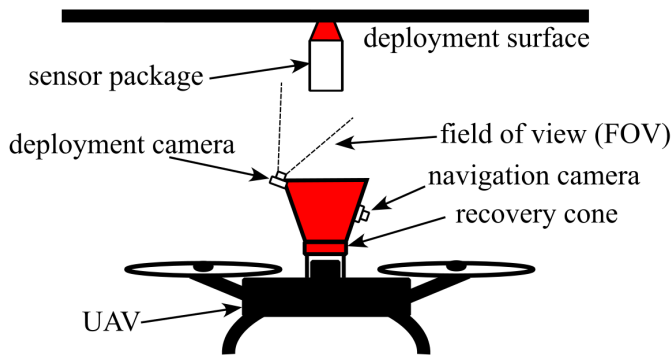 deployment surface
sensor package
deployment camera
field of view (FOV)
navigation camera
recovery cone
UAV